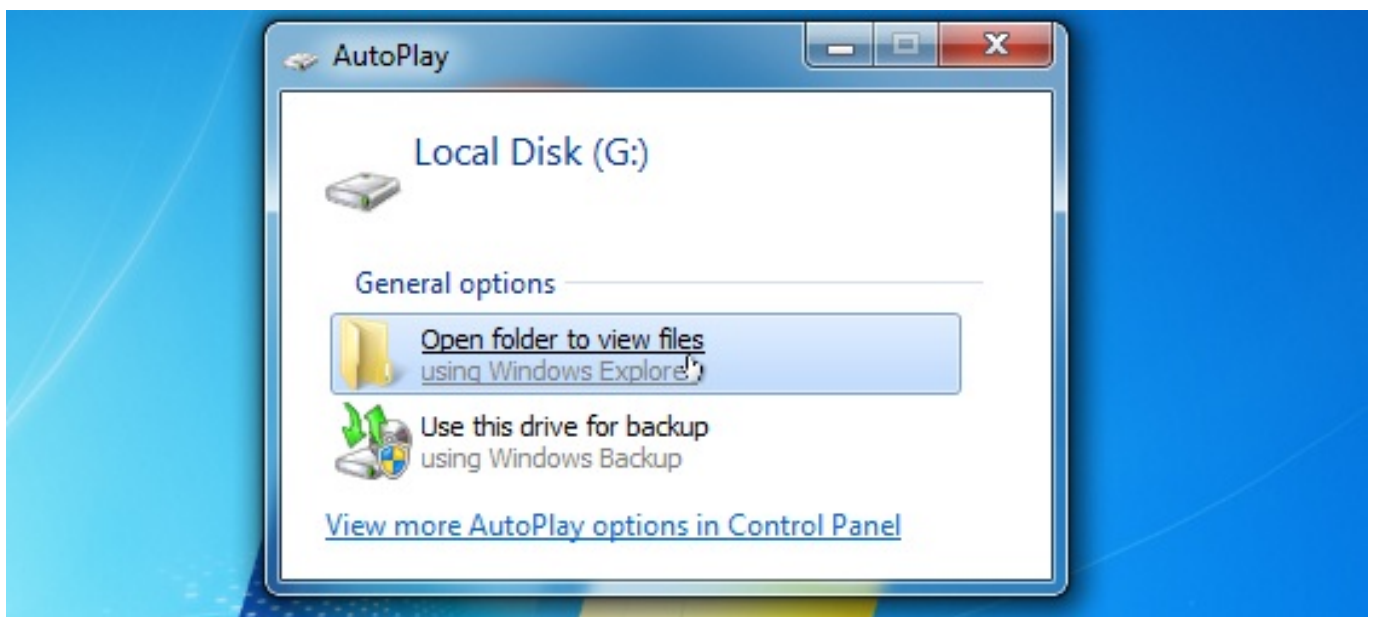 AutoPlay
Local Disk (G:)
General options
Open folder to view files
using Windows Explorer
Use this drive for backup
using Windows Backup
View more AutoPlay options in Control Panel